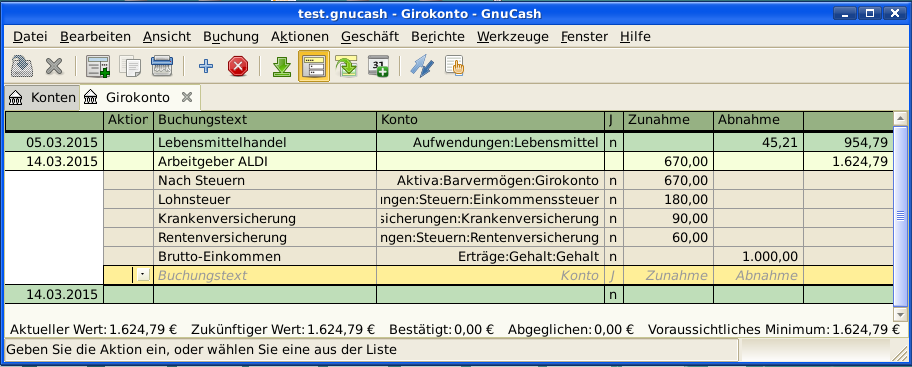 test.gnucash - Girokonto - GnuCash
Datei Bearbeiten Ansicht Buchung Aktionen Geschäft Berichte Werkzeuge Fenster Hilfe
31
Konten Girokonto
Aktion Buchungstext Konto J Zunahme Abnahme
05.03.2015 Lebensmittelhandel Aufwendungen:Lebensmittel n 45,21 954,79
14.03.2015 Arbeitgeber ALDI 670,00 1.624,79
Nach Steuern Aktiva:Barvermögen:Girokonto n 670,00
Lohnsteuer ngen:Steuern:Einkommenssteuer n 180,00
Krankenversicherung sicherungen:Krankenversicherung n 90,00
Rentenversicherung ngen:Steuern:Rentenversicherung n 60,00
Brutto-Einkommen Erträge:Gehalt:Gehalt n 1.000,00
Buchungstext Konto J Zunahme Abnahme
14.03.2015 n
Aktueller Wert: 1.624,79 € Zukünftiger Wert: 1.624,79 € Bestätigt: 0,00 € Abgeglichen: 0,00 € Voraussichtliches Minimum: 1.624,79 €
Geben Sie die Aktion ein, oder wählen Sie eine aus der Liste